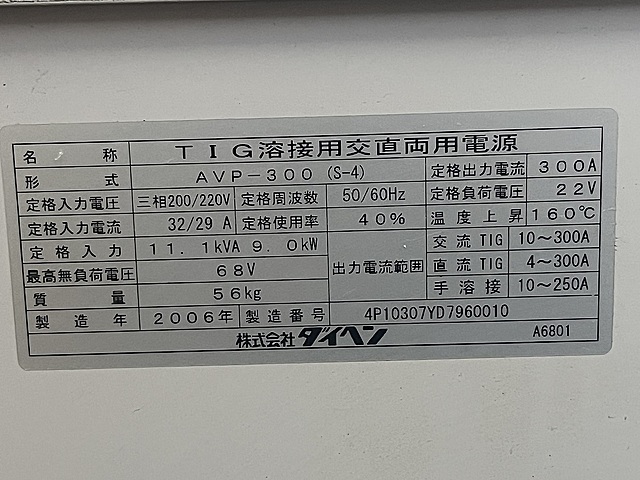 名称 TIG溶接用交直両用電源
形式 AVP-300 (S-4) 定格出力電流 300A
定格入力電圧 三相200/220V 定格周波数 50/60Hz 定格負荷電圧 22V
定格入力電流 32/29 A 定格使用率 40% 温度上昇 160℃
定格入力 11.1kVA 9.0kW 出力電流範囲 交流TIG 10～300A
最高無負荷電圧 68V 直流TIG 4～300A
質量 56kg 手溶接 10～250A
製造年 2006年 製造番号 4P10307YD7960010
株式会社ダイヘン A6801